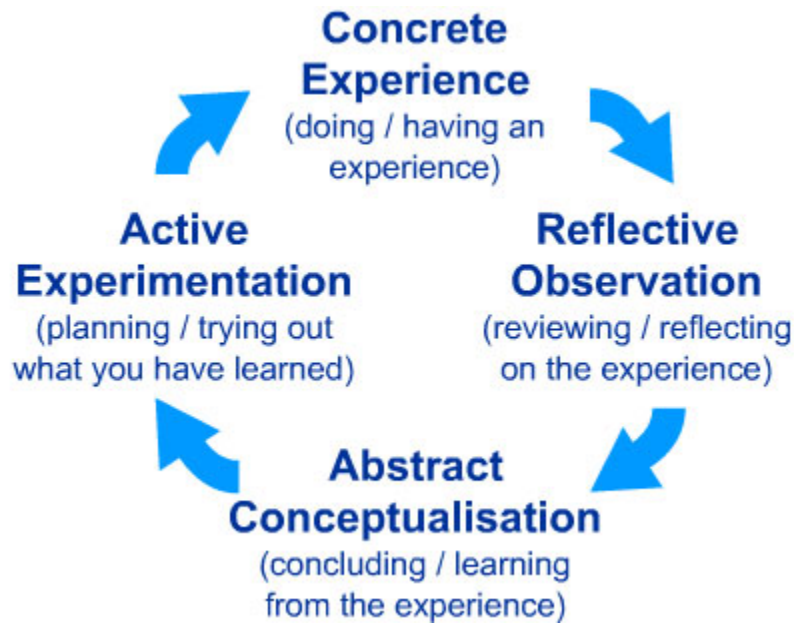 Concrete
Experience
(doing / having an
experience)
Reflective
Observation
(reviewing / reflecting
on the experience)
Abstract
Conceptualisation
(concluding / learning
from the experience)
Active
Experimentation
(planning / trying out
what you have learned)